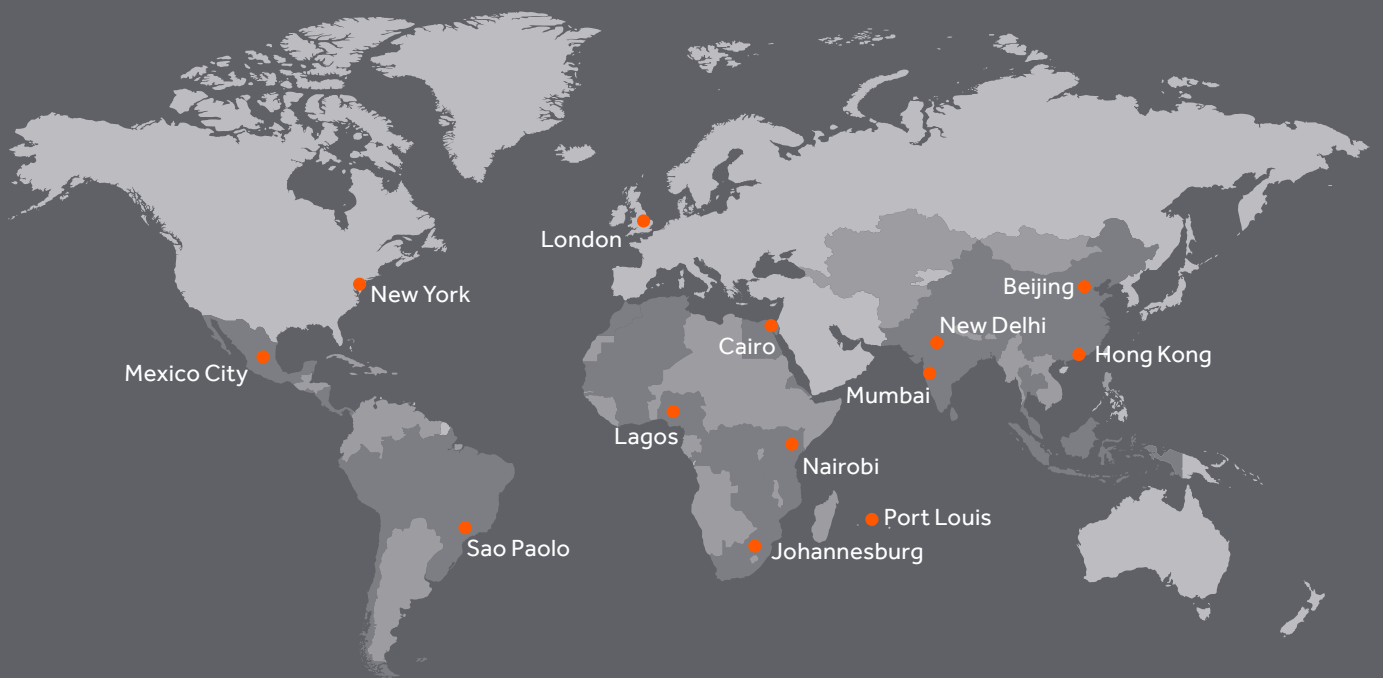 London
New York
Beijing
New Delhi
Cairo
Hong Kong
Mexico City
Mumbai
Lagos
Nairobi
Port Louis
Sao Paolo
Johannesburg